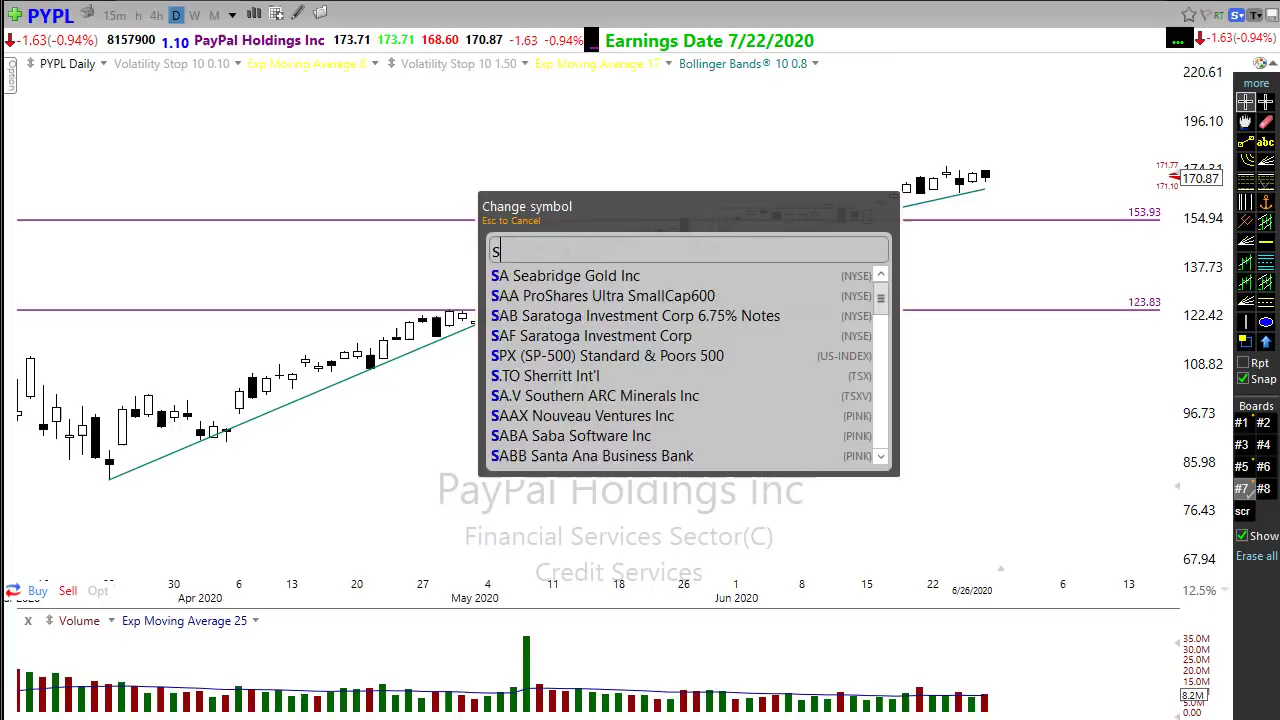 PYPL 15m h 4h D W M RT S T -1.63(-0.94%)
-1.63(-0.94%) 8157900 1.10 PayPal Holdings Inc 173.71 173.71 168.60 170.87 -1.63 -0.94% Earnings Date 7/22/2020
Option PYPL Daily Volatility Stop 10 0.10 Exp Moving Average 8 Volatility Stop 10 1.50 Exp Moving Average 17 Bollinger Bands® 10 0.8
220.61
more
196.10
abc
171.77
170.87
171.10
153.93
154.94
137.73
123.83
122.42
108.82
96.73
85.98
76.43
67.94
12.5%
Change symbol
Esc to Cancel
S
SA Seabridge Gold Inc (NYSE)
SAA ProShares Ultra SmallCap600 (NYSE)
SAB Saratoga Investment Corp 6.75% Notes (NYSE)
SAF Saratoga Investment Corp (NYSE)
SPX (SP-500) Standard & Poors 500 (US-INDEX)
S.TO Sherritt Int'l (TSX)
SA.V Southern ARC Minerals Inc (TSXV)
SAAX Nouveau Ventures Inc (PINK)
SABA Saba Software Inc (PINK)
SABB Santa Ana Business Bank (PINK)
PayPal Holdings Inc
Financial Services Sector(C)
Credit Services
Rpt
Snap
Boards
#1 #2
#3 #4
#5 #6
#7 #8
scr
Show
Erase all
30 6 13 20 27 4 11 18 26 1 8 15 22 6 13
Buy Sell Opt
Apr 2020 May 2020 Jun 2020 6/26/2020
x Volume Exp Moving Average 25
35.0M
30.0M
25.0M
20.0M
15.0M
8.2M
5.0M
0.00